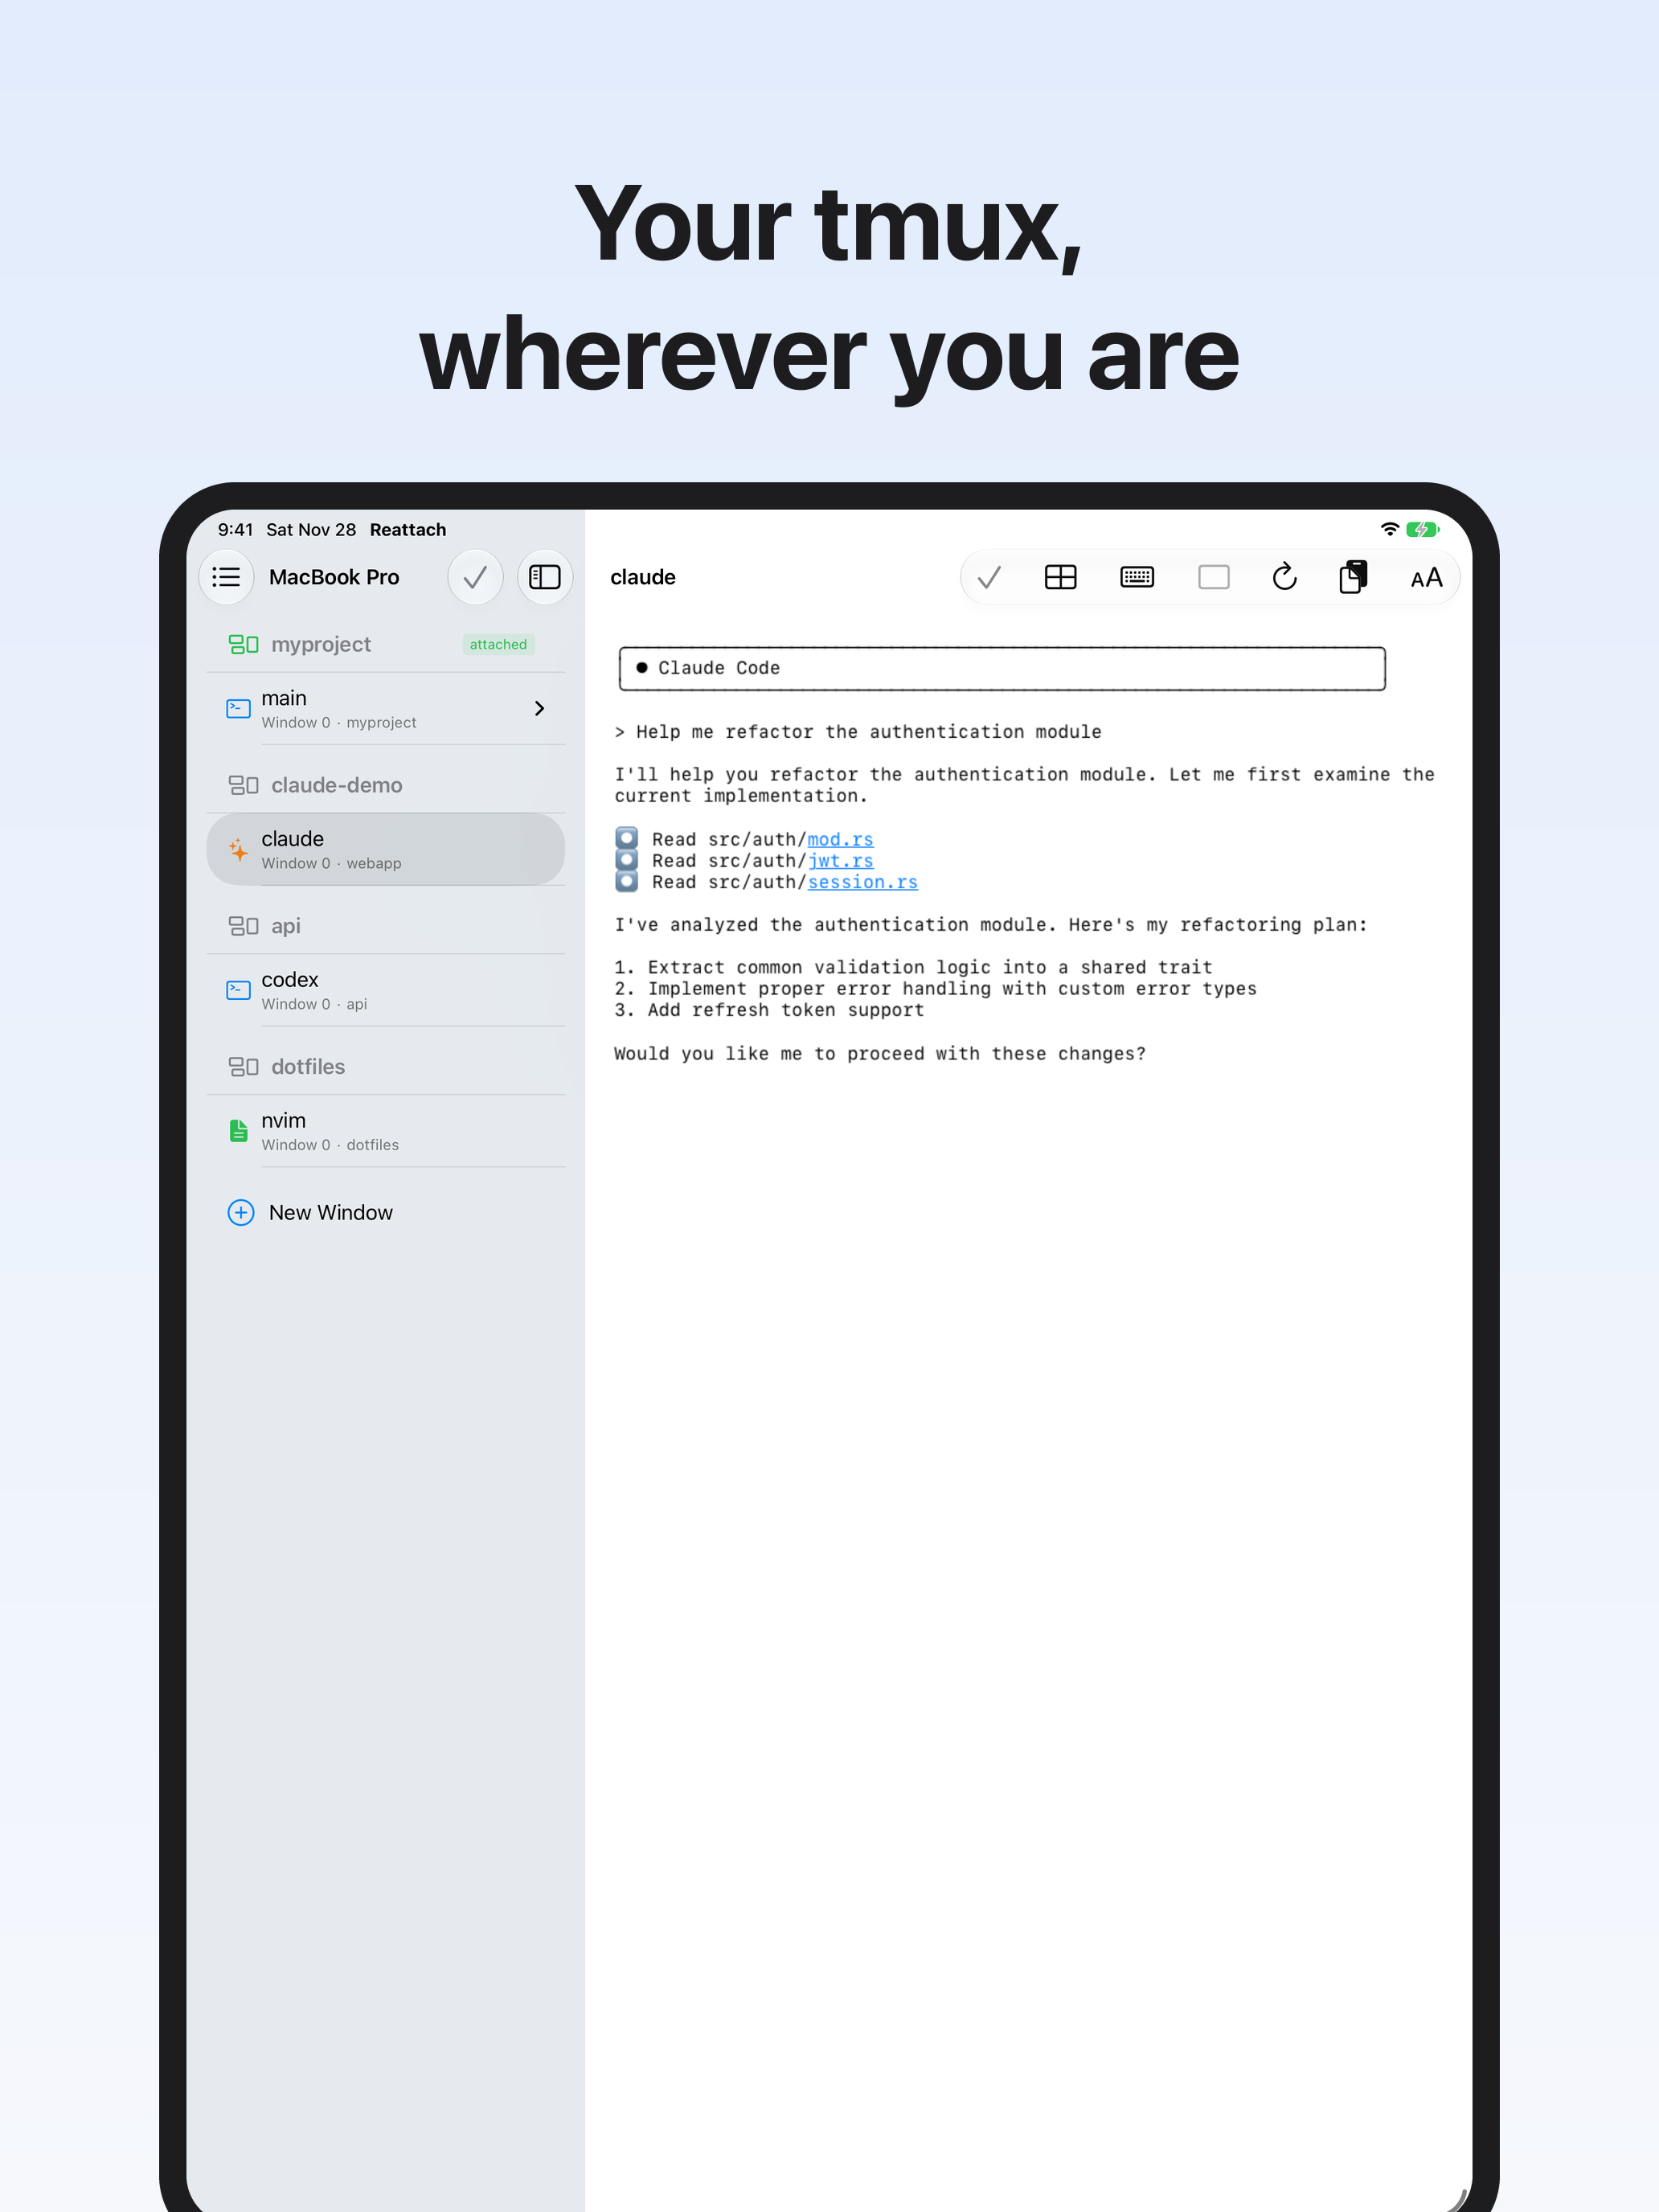 Your tmux,
wherever you are
9:41 Sat Nov 28 Reattach
MacBook Pro
myproject attached
main
Window 0 · myproject
claude-demo
claude
Window 0 · webapp
api
codex
Window 0 · api
dotfiles
nvim
Window 0 · dotfiles
New Window
claude
AA
● Claude Code
> Help me refactor the authentication module
I'll help you refactor the authentication module. Let me first examine the
current implementation.
Read src/auth/mod.rs
Read src/auth/jwt.rs
Read src/auth/session.rs
I've analyzed the authentication module. Here's my refactoring plan:
1. Extract common validation logic into a shared trait
2. Implement proper error handling with custom error types
3. Add refresh token support
Would you like me to proceed with these changes?